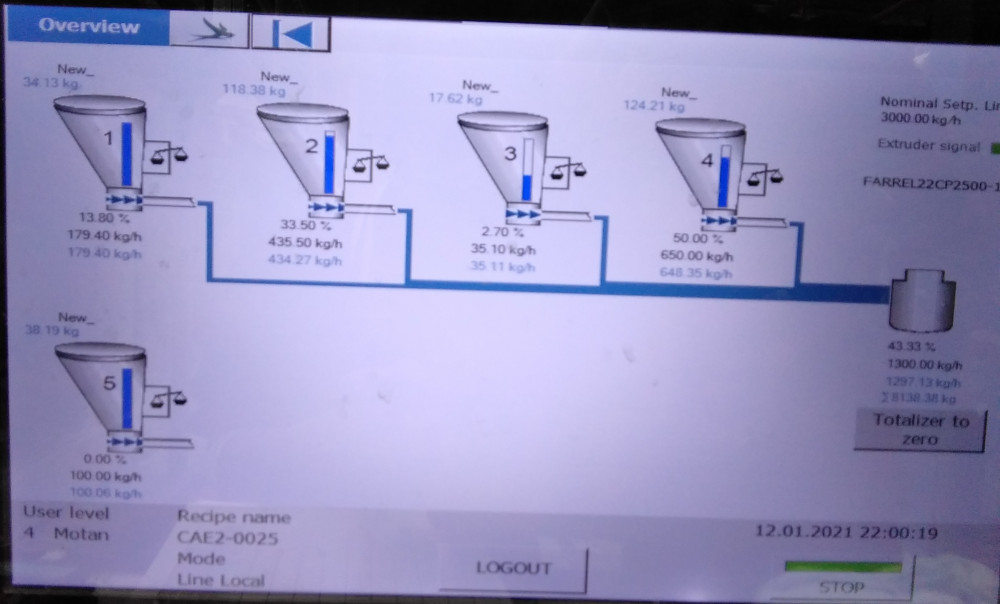 Overview
New_
34.13 kg
1
13.80 %
179.40 kg/h
179.40 kg/h
New_
118.38 kg
2
33.50 %
435.50 kg/h
434.27 kg/h
New_
17.62 kg
3
2.70 %
35.10 kg/h
35.11 kg/h
New_
124.21 kg
4
50.00 %
650.00 kg/h
648.35 kg/h
Nominal Setp. Lin
3000.00 kg/h
Extruder signal
FARREL22CP2500-1
43.33 %
1300.00 kg/h
1297.13 kg/h
Σ 8138.38 kg
Totalizer to
zero
New_
38.19 kg
5
0.00 %
100.00 kg/h
100.06 kg/h
User level
4 Motan
Recipe name
CAE2-0025
Mode
Line Local
LOGOUT
12.01.2021 22:00:19
STOP